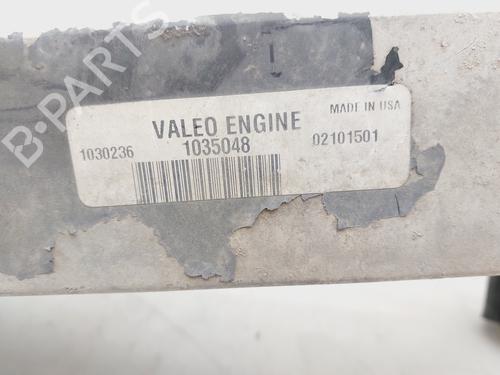 B-PARTS
VALEO ENGINE
MADE IN USA
1030236
1035048
02101501